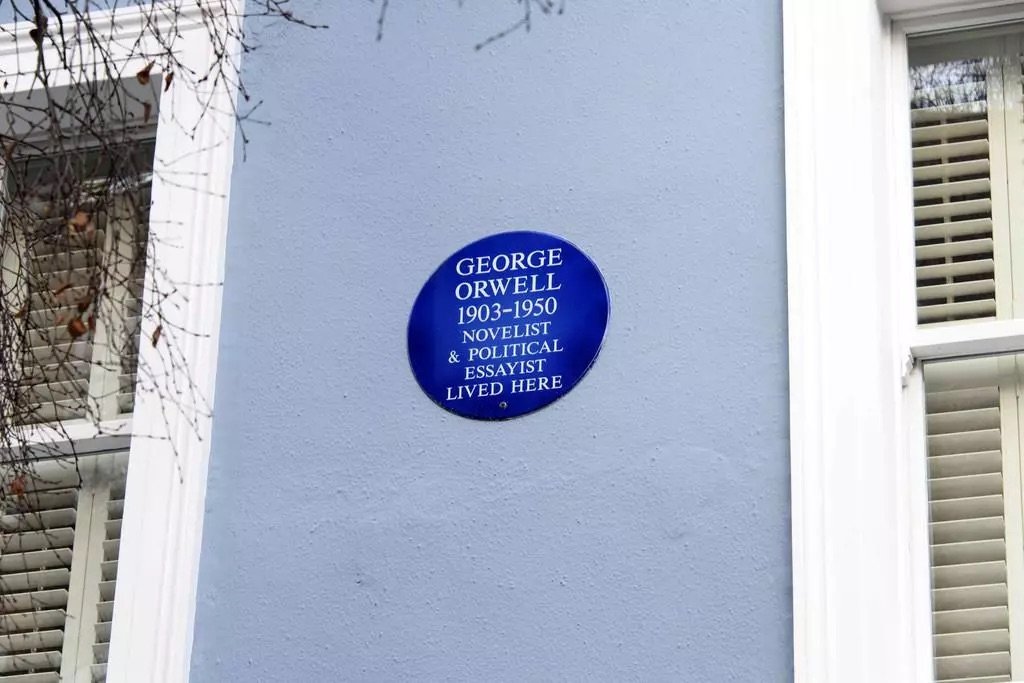 GEORGE
ORWELL
1903-1950
NOVELIST
& POLITICAL
ESSAYIST
LIVED HERE